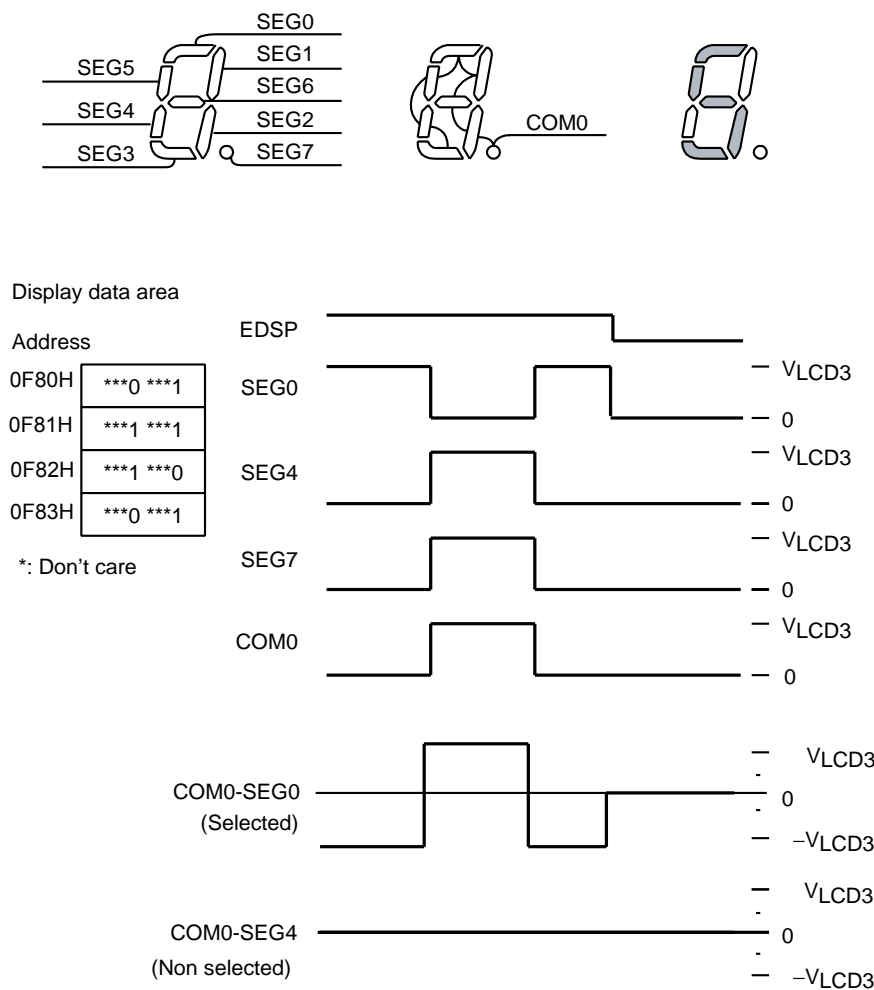 SEG0
SEG1
SEG5
SEG6
SEG4
SEG2
COM0
SEG3
SEG7
Display data area
Address
0F80H ***0 ***1
0F81H ***1 ***1
0F82H ***1 ***0
0F83H ***0 ***1
*: Don't care
EDSP
SEG0
VLCD3
0
SEG4
VLCD3
0
SEG7
VLCD3
0
COM0
VLCD3
0
COM0-SEG0
(Selected)
VLCD3
0
−VLCD3
COM0-SEG4
(Non selected)
VLCD3
0
−VLCD3